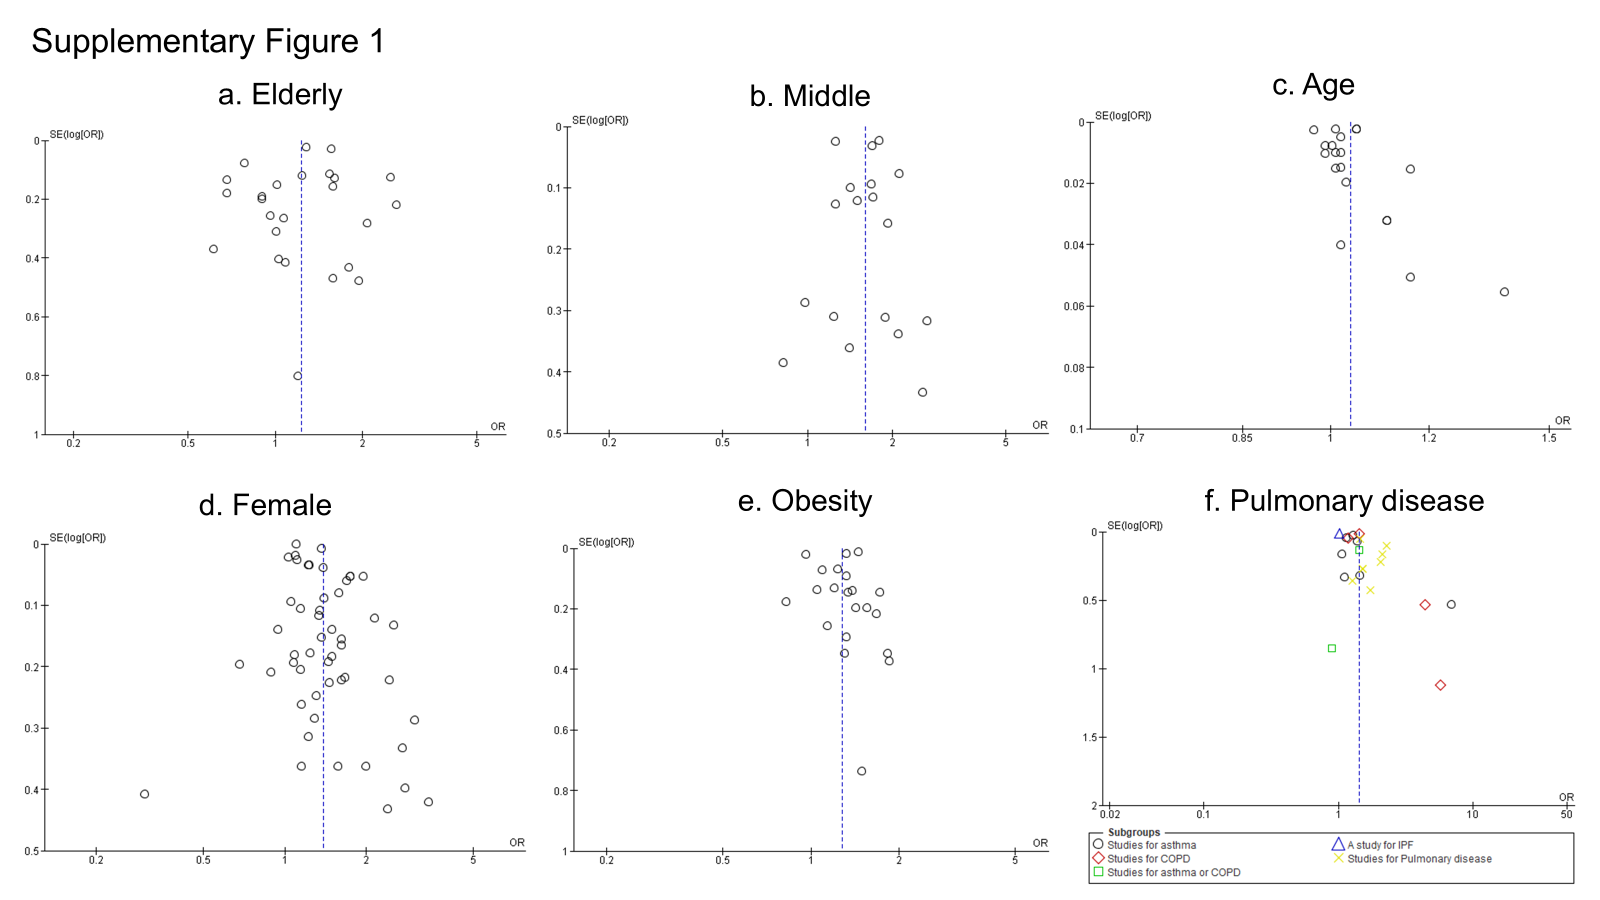 Supplementary Figure 1
a. Elderly
SE(log[OR])
0
0.2
0.4
0.6
0.8
1
OR
0.2
0.5
1
2
5
b. Middle
SE(log[OR])
0
0.1
0.2
0.3
0.4
0.5
OR
0.2
0.5
1
2
5
c. Age
SE(log[OR])
0
0.02
0.04
0.06
0.08
0.1
OR
0.7
0.85
1
1.2
1.5
d. Female
SE(log[OR])
0
0.1
0.2
0.3
0.4
0.5
OR
0.2
0.5
1
2
5
e. Obesity
SE(log[OR])
0
0.2
0.4
0.6
0.8
1
OR
0.2
0.5
1
2
5
f. Pulmonary disease
SE(log[OR])
0
0.5
1
1.5
2
OR
0.02
0.1
1
10
50
Subgroups
Studies for asthma
Studies for COPD
Studies for asthma or COPD
A study for IPF
Studies for Pulmonary disease